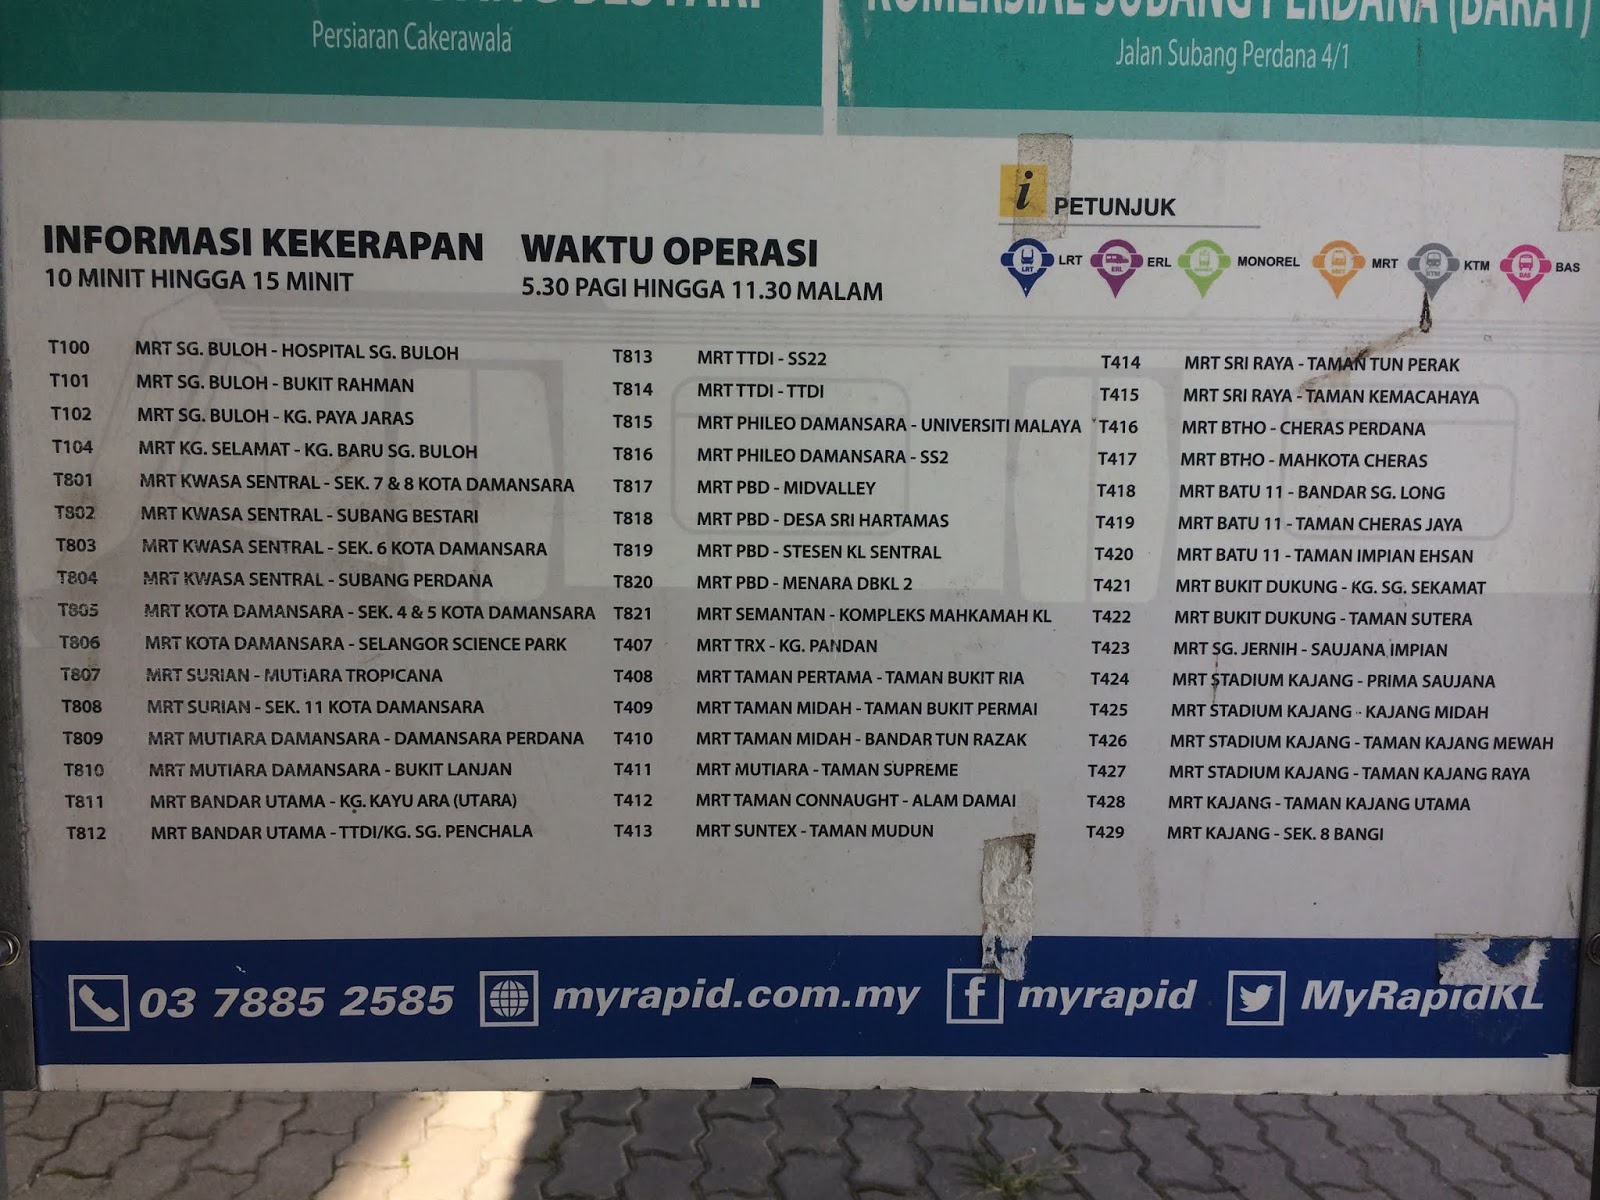 Persiaran Cakerawala
KOMERSIAL SUBANG PERDANA (BARAT)
Jalan Subang Perdana 4/1
i PETUNJUK
LRT ERL MONOREL MRT KTM BAS
INFORMASI KEKERAPAN
10 MINIT HINGGA 15 MINIT
WAKTU OPERASI
5.30 PAGI HINGGA 11.30 MALAM
T100 MRT SG. BULOH - HOSPITAL SG. BULOH
T101 MRT SG. BULOH - BUKIT RAHMAN
T102 MRT SG. BULOH - KG. PAYA JARAS
T104 MRT KG. SELAMAT - KG. BARU SG. BULOH
T801 MRT KWASA SENTRAL - SEK. 7 & 8 KOTA DAMANSARA
T802 MRT KWASA SENTRAL - SUBANG BESTARI
T803 MRT KWASA SENTRAL - SEK. 6 KOTA DAMANSARA
T804 MRT KWASA SENTRAL - SUBANG PERDANA
T805 MRT KOTA DAMANSARA - SEK. 4 & 5 KOTA DAMANSARA
T806 MRT KOTA DAMANSARA - SELANGOR SCIENCE PARK
T807 MRT SURIAN - MUTIARA TROPICANA
T808 MRT SURIAN - SEK. 11 KOTA DAMANSARA
T809 MRT MUTIARA DAMANSARA - DAMANSARA PERDANA
T810 MRT MUTIARA DAMANSARA - BUKIT LANJAN
T811 MRT BANDAR UTAMA - KG. KAYU ARA (UTARA)
T812 MRT BANDAR UTAMA - TTDI/KG. SG. PENCHALA
T813 MRT TTDI - SS22
T814 MRT TTDI - TTDI
T815 MRT PHILEO DAMANSARA - UNIVERSITI MALAYA
T816 MRT PHILEO DAMANSARA - SS2
T817 MRT PBD - MIDVALLEY
T818 MRT PBD - DESA SRI HARTAMAS
T819 MRT PBD - STESEN KL SENTRAL
T820 MRT PBD - MENARA DBKL 2
T821 MRT SEMANTAN - KOMPLEKS MAHKAMAH KL
T407 MRT TRX - KG. PANDAN
T408 MRT TAMAN PERTAMA - TAMAN BUKIT RIA
T409 MRT TAMAN MIDAH - TAMAN BUKIT PERMAI
T410 MRT TAMAN MIDAH - BANDAR TUN RAZAK
T411 MRT MUTIARA - TAMAN SUPREME
T412 MRT TAMAN CONNAUGHT - ALAM DAMAI
T413 MRT SUNTEX - TAMAN MUDUN
T414 MRT SRI RAYA - TAMAN TUN PERAK
T415 MRT SRI RAYA - TAMAN KEMACAHAYA
T416 MRT BTHO - CHERAS PERDANA
T417 MRT BTHO - MAHKOTA CHERAS
T418 MRT BATU 11 - BANDAR SG. LONG
T419 MRT BATU 11 - TAMAN CHERAS JAYA
T420 MRT BATU 11 - TAMAN IMPIAN EHSAN
T421 MRT BUKIT DUKUNG - KG. SG. SEKAMAT
T422 MRT BUKIT DUKUNG - TAMAN SUTERA
T423 MRT SG. JERNIH - SAUJANA IMPIAN
T424 MRT STADIUM KAJANG - PRIMA SAUJANA
T425 MRT STADIUM KAJANG - KAJANG MIDAH
T426 MRT STADIUM KAJANG - TAMAN KAJANG MEWAH
T427 MRT STADIUM KAJANG - TAMAN KAJANG RAYA
T428 MRT KAJANG - TAMAN KAJANG UTAMA
T429 MRT KAJANG - SEK. 8 BANGI
03 7885 2585 myrapid.com.my myrapid MyRapidKL